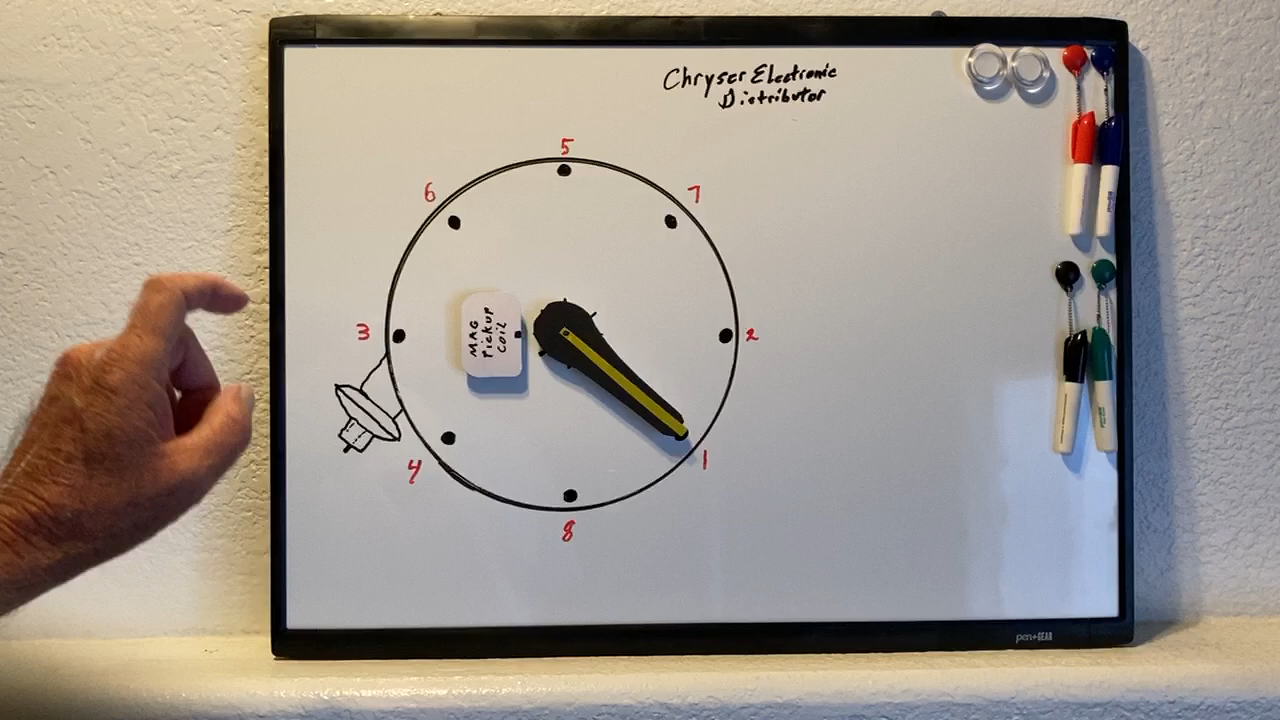 Chryser Electronic
Distributor
5
6
7
3
MAG
Pickup
Coil
2
4
1
8
pen+GEAR